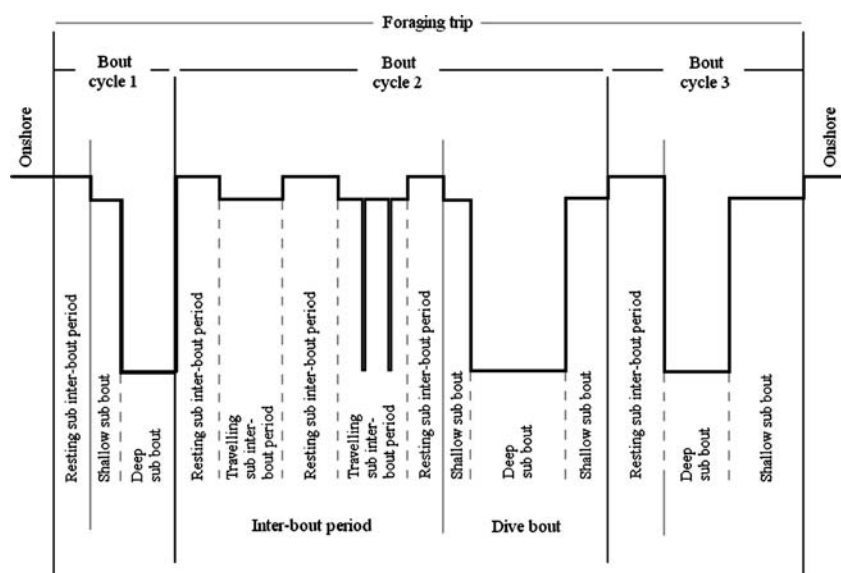 Foraging trip
Bout
cycle 1
Bout
cycle 2
Bout
cycle 3
Onshore
Onshore
Resting sub inter-bout period
Shallow sub bout
Deep
sub bout
Resting sub inter-bout period
Travelling
sub inter-
bout period
Resting sub inter-bout period
Travelling
sub inter-
bout period
Resting sub inter-bout period
Shallow sub bout
Deep
sub bout
Shallow sub bout
Resting sub inter-bout period
Deep
sub bout
Shallow sub bout
Inter-bout period
Dive bout